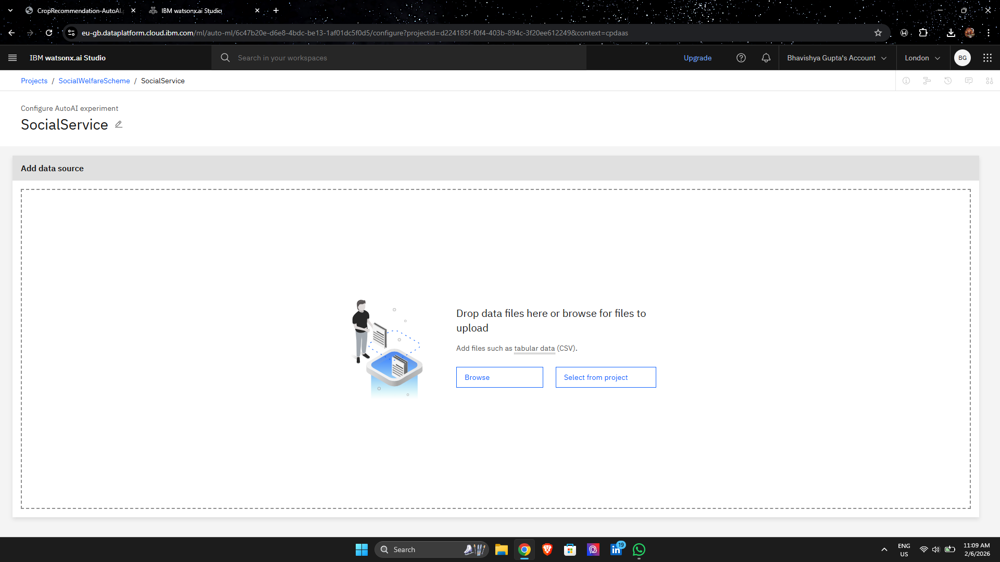 CropRecommendation-AutoAI.
IBM watsonx.ai Studio
eu-gb.dataplatform.cloud.ibm.com/ml/auto-ml/6c47b20e-d6e8-4bdc-be13-1af01dc5f0d5/configure?projectid=d224185f-f0f4-403b-894c-3f20ee612249&context=cpdaas
IBM watsonx.ai Studio
Search in your workspaces
Upgrade
Bhavishya Gupta's Account
London
BG
Projects / SocialWelfareScheme / SocialService
Configure AutoAI experiment
SocialService
Add data source
Drop data files here or browse for files to
upload
Add files such as tabular data (CSV).
Browse
Select from project
Search
19
ENG
US
11:09 AM
2/6/2026